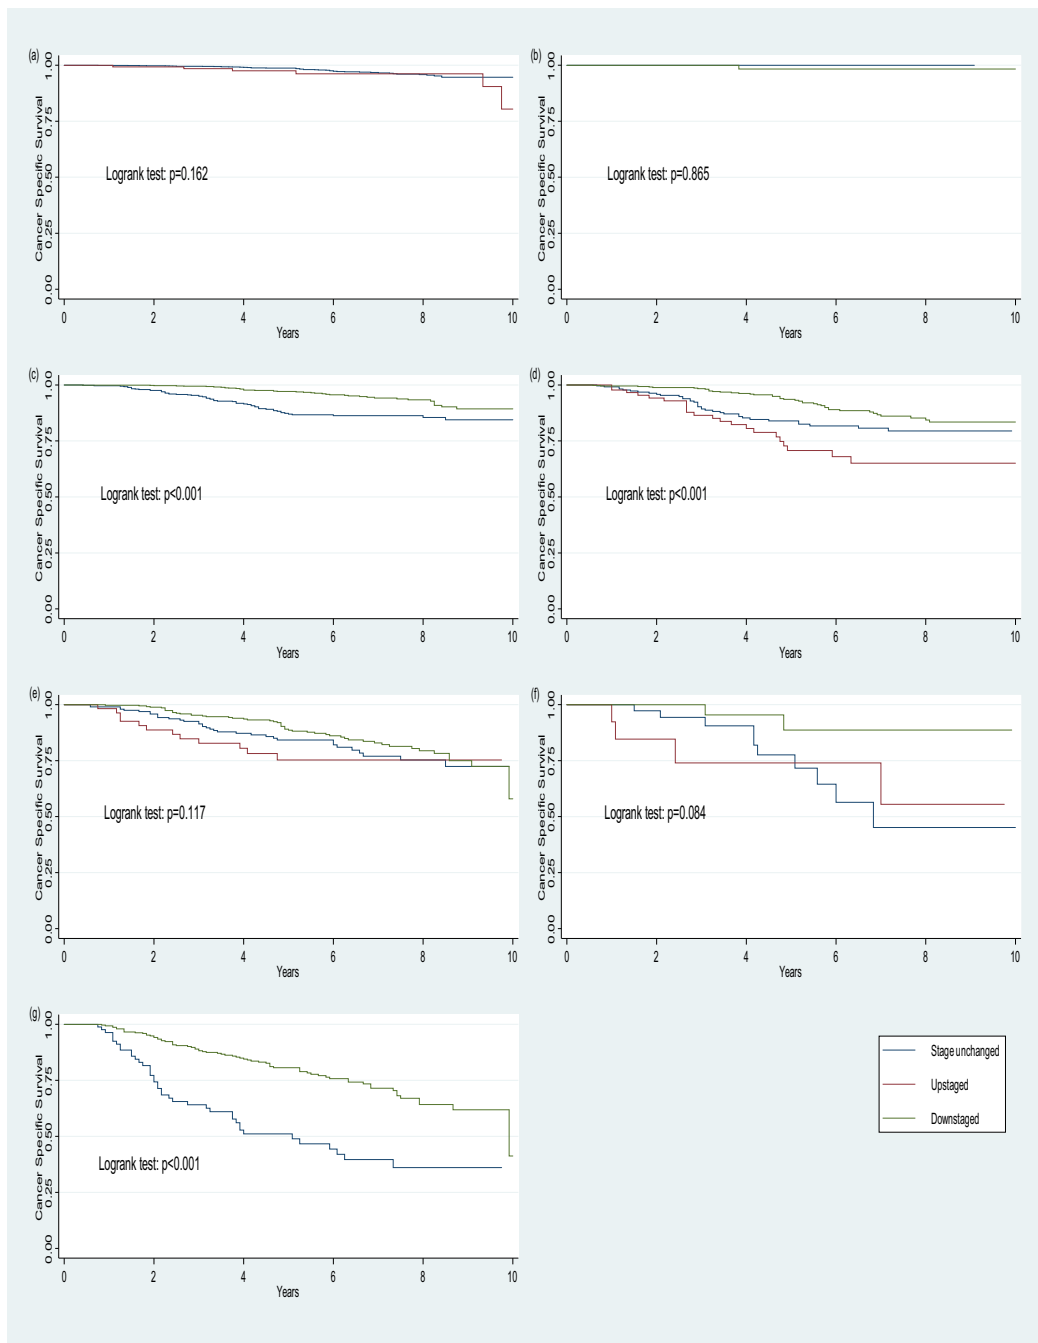 (a)
Cancer Specific Survival
0.00 0.25 0.50 0.75 1.00
Logrank test: p=0.162
0 2 4 6 8 10
Years
(b)
Cancer Specific Survival
0.00 0.25 0.50 0.75 1.00
Logrank test: p=0.865
0 2 4 6 8 10
Years
(c)
Cancer Specific Survival
0.00 0.25 0.50 0.75 1.00
Logrank test: p<0.001
0 2 4 6 8 10
Years
(d)
Cancer Specific Survival
0.00 0.25 0.50 0.75 1.00
Logrank test: p<0.001
0 2 4 6 8 10
Years
(e)
Cancer Specific Survival
0.00 0.25 0.50 0.75 1.00
Logrank test: p=0.117
0 2 4 6 8 10
Years
(f)
Cancer Specific Survival
0.00 0.25 0.50 0.75 1.00
Logrank test: p=0.084
0 2 4 6 8 10
Years
(g)
Cancer Specific Survival
0.00 0.25 0.50 0.75 1.00
Logrank test: p<0.001
0 2 4 6 8 10
Years
Stage unchanged
Upstaged
Downstaged